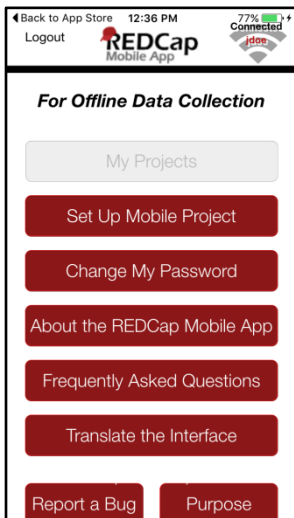 Back to App Store 12:36 PM 77%
Logout REDCap Connected
Mobile App jdoe
For Offline Data Collection
My Projects
Set Up Mobile Project
Change My Password
About the REDCap Mobile App
Frequently Asked Questions
Translate the Interface
Report a Bug Purpose